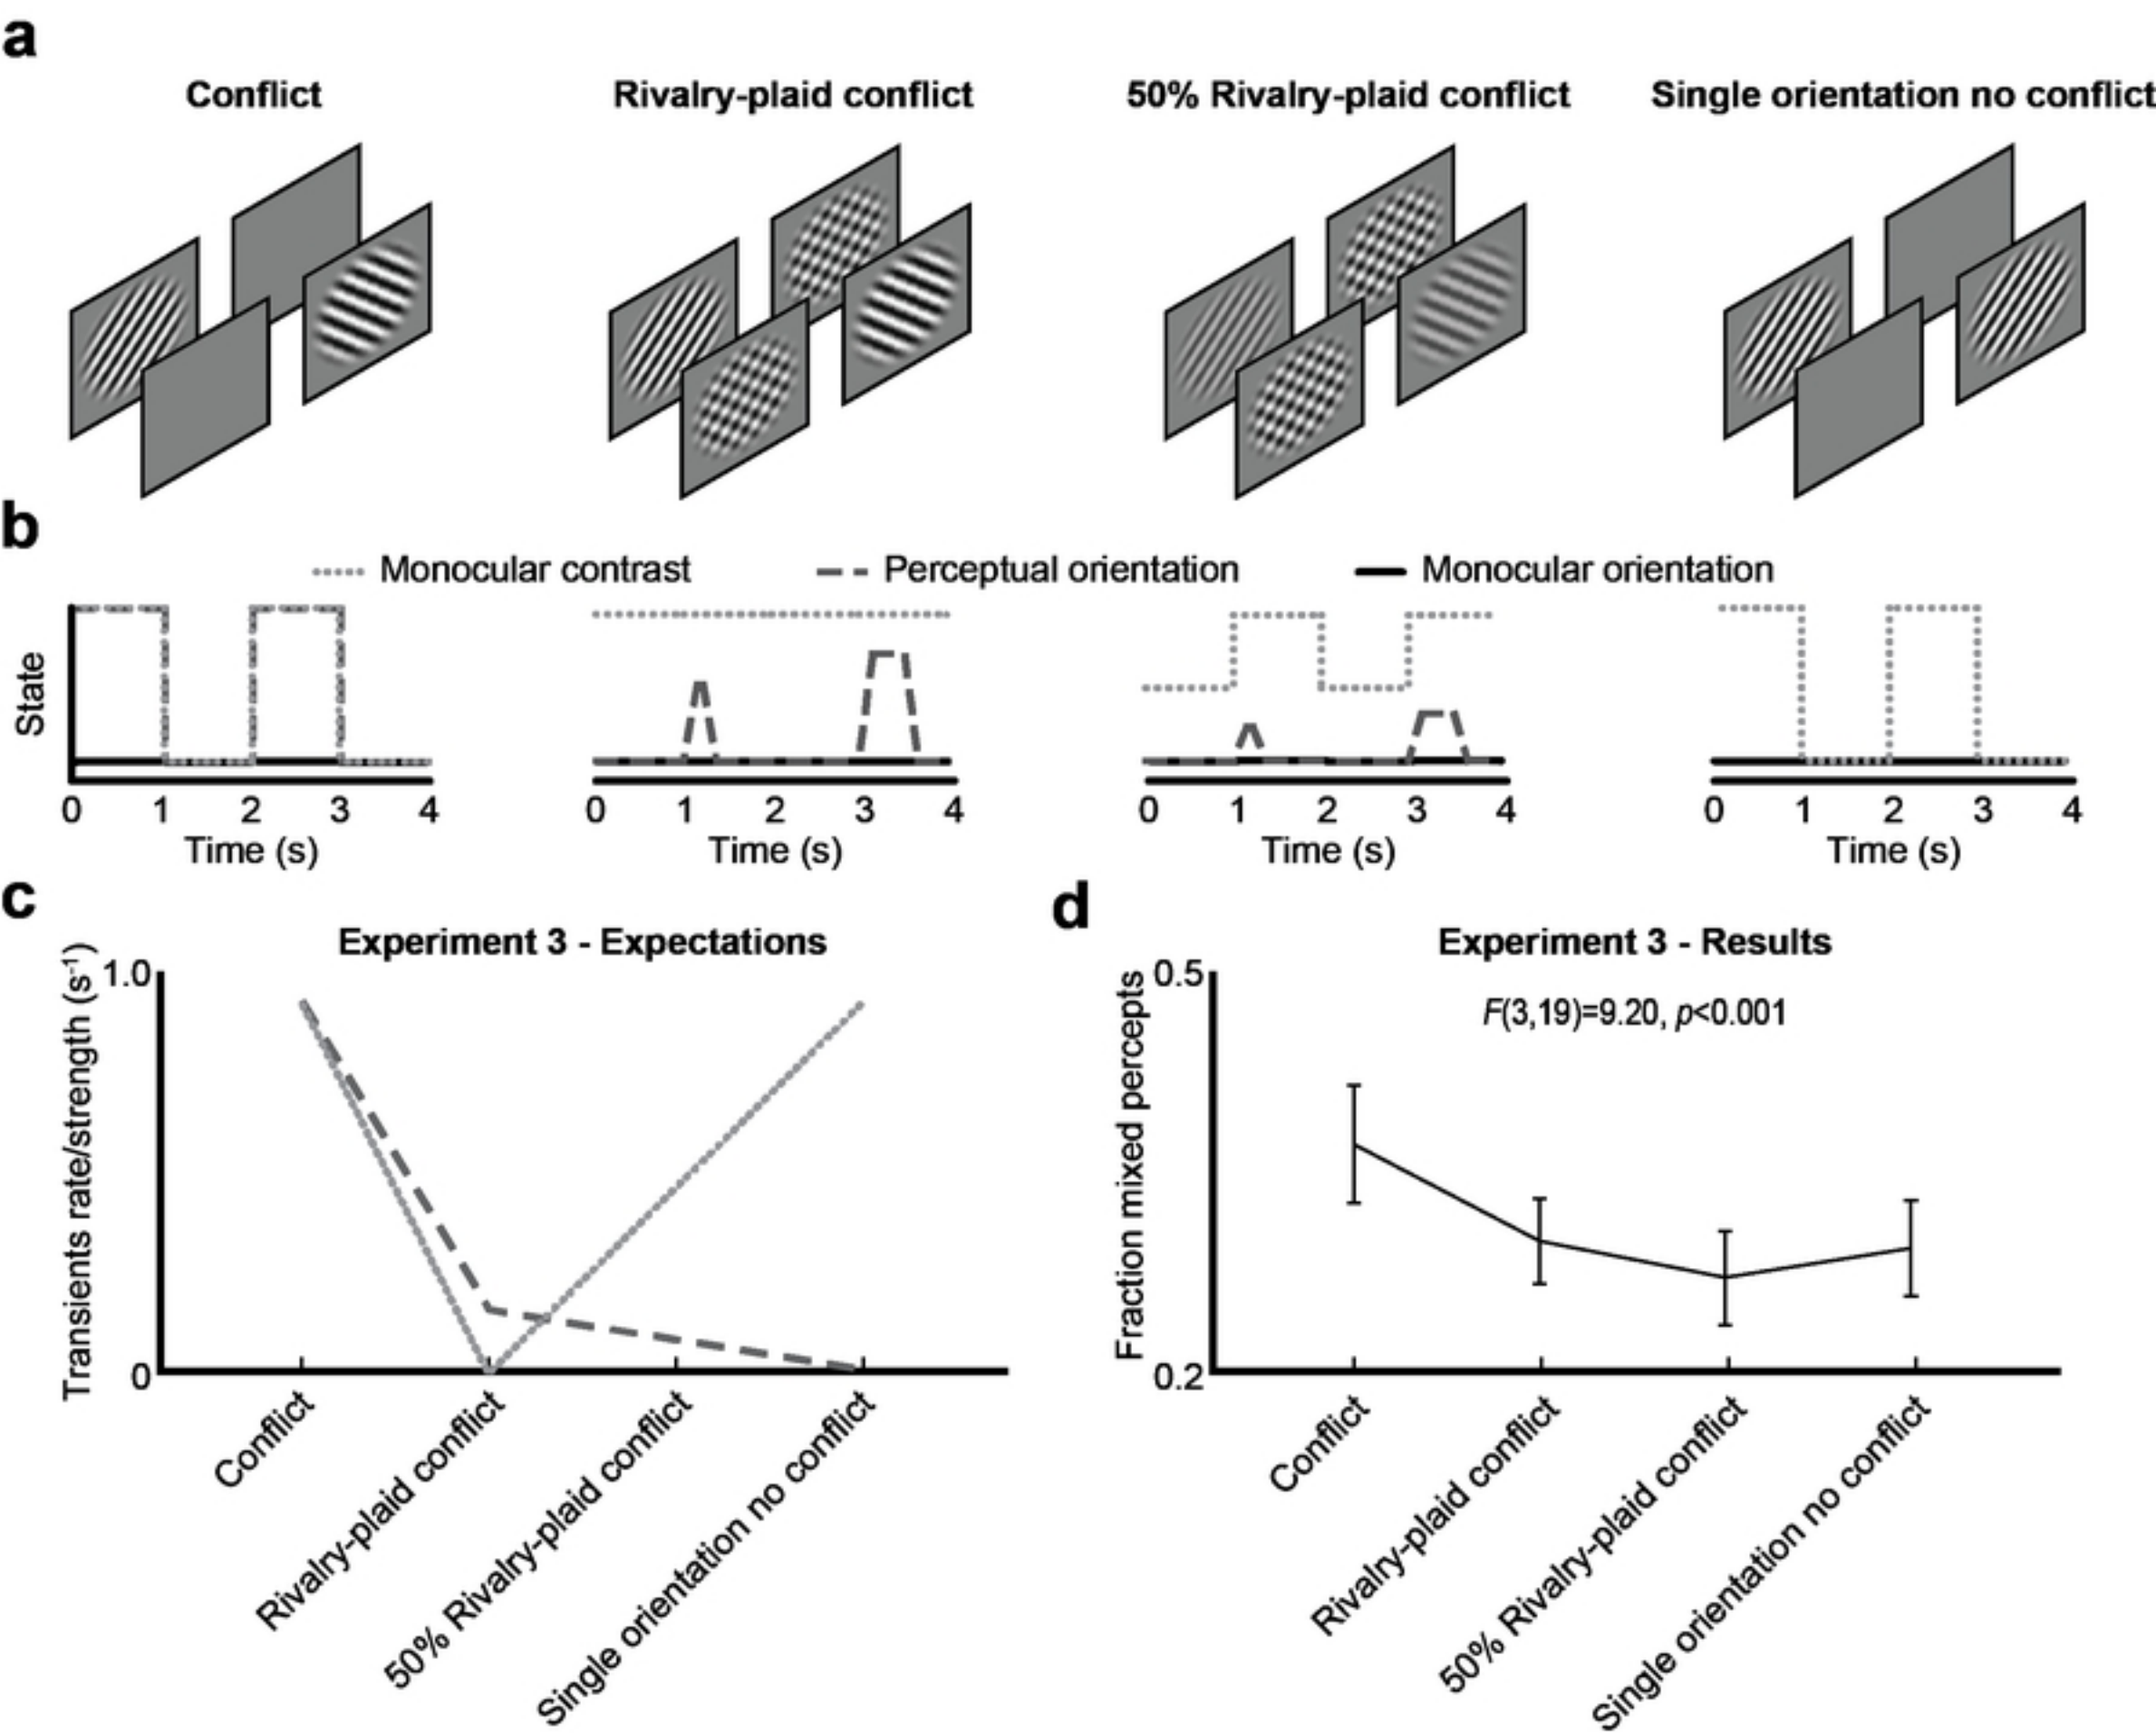 a
Conflict
Rivalry-plaid conflict
50% Rivalry-plaid conflict
Single orientation no conflict
b
Monocular contrast
Perceptual orientation
Monocular orientation
State
0 1 2 3 4
Time (s)
0 1 2 3 4
Time (s)
0 1 2 3 4
Time (s)
0 1 2 3 4
Time (s)
c
Experiment 3 - Expectations
Transients rate/strength (s⁻¹)
1.0
0
Conflict
Rivalry-plaid conflict
50% Rivalry-plaid conflict
Single orientation no conflict
d
Experiment 3 - Results
F(3,19)=9.20, p<0.001
Fraction mixed percepts
0.5
0.2
Conflict
Rivalry-plaid conflict
50% Rivalry-plaid conflict
Single orientation no conflict